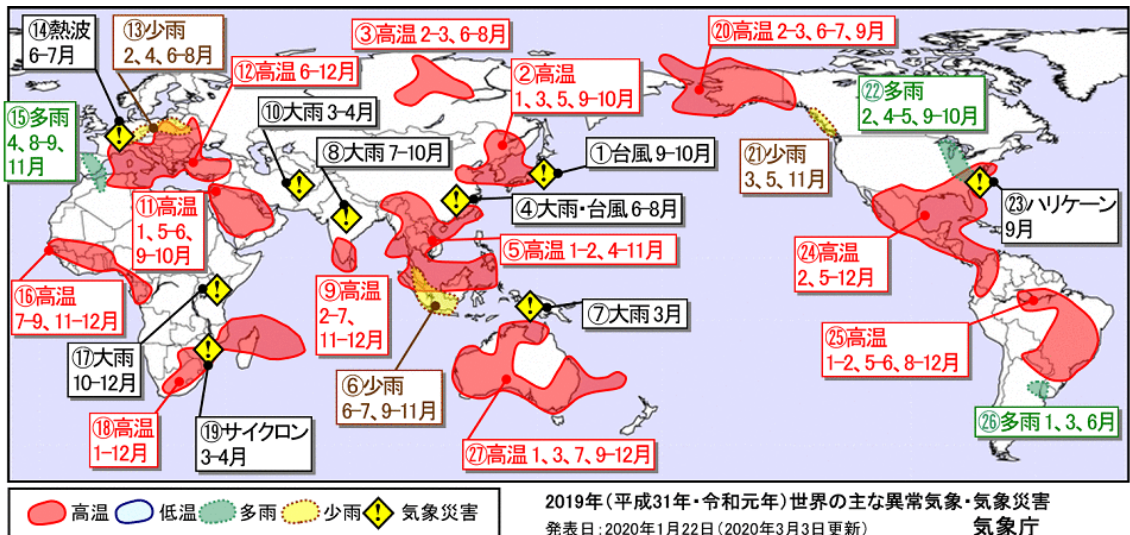 ⑭熱波
6-7月
⑬少雨
2、4、6-8月
③高温 2-3、6-8月
⑳高温 2-3、6-7、9月
⑫高温 6-12月
②高温
1、3、5、9-10月
㉒多雨
2、4-5、9-10月
⑮多雨
4、8-9、
11月
⑩大雨 3-4月
⑧大雨 7-10月
①台風 9-10月
㉑少雨
3、5、11月
④大雨・台風 6-8月
⑪高温
1、5-6、
9-10月
㉓ハリケーン
9月
⑤高温 1-2、4-11月
㉔高温
2、5-12月
⑯高温
7-9、11-12月
⑨高温
2-7、
11-12月
⑦大雨 3月
⑰大雨
10-12月
㉕高温
1-2、5-6、8-12月
⑥少雨
6-7、9-11月
⑱高温
1-12月
⑲サイクロン
3-4月
㉗高温 1、3、7、9-12月
㉖多雨 1、3、6月
高温 低温 多雨 少雨 気象災害
2019年(平成31年・令和元年)世界の主な異常気象・気象災害
発表日:2020年1月22日(2020年3月3日更新) 気象庁